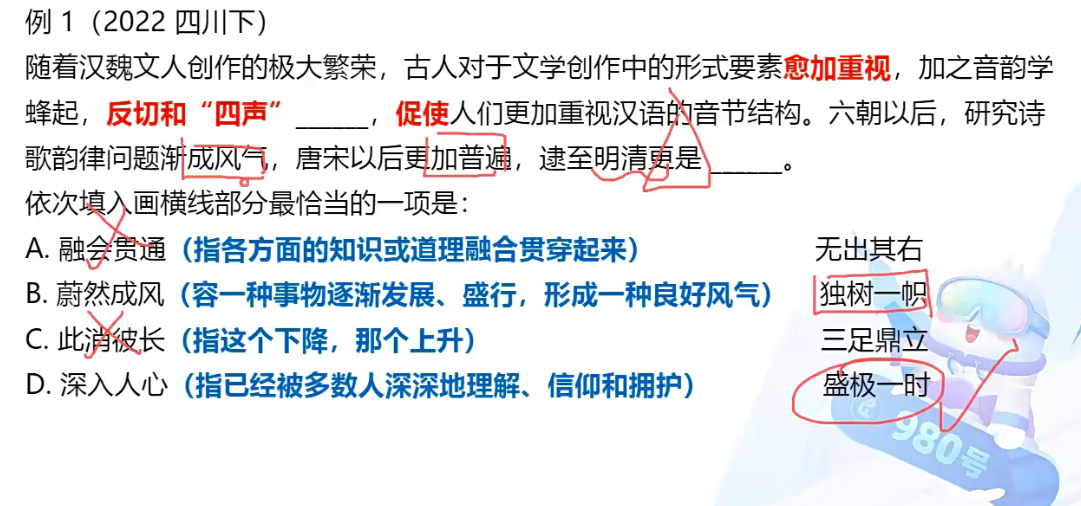 例 1（2022 四川下）
随着汉魏文人创作的极大繁荣，古人对于文学创作中的形式要素愈加重视，加之音韵学
蜂起，反切和“四声”______，促使人们更加重视汉语的音节结构。六朝以后，研究诗
歌韵律问题渐成风气，唐宋以后更加普遍，逮至明清更是______。
依次填入画横线部分最恰当的一项是：
A. 融会贯通（指各方面的知识或道理融合贯穿起来） 无出其右
B. 蔚然成风（容一种事物逐渐发展、盛行，形成一种良好风气） 独树一帜
C. 此消彼长（指这个下降，那个上升） 三足鼎立
D. 深入人心（指已经被多数人深深地理解、信仰和拥护） 盛极一时
980号